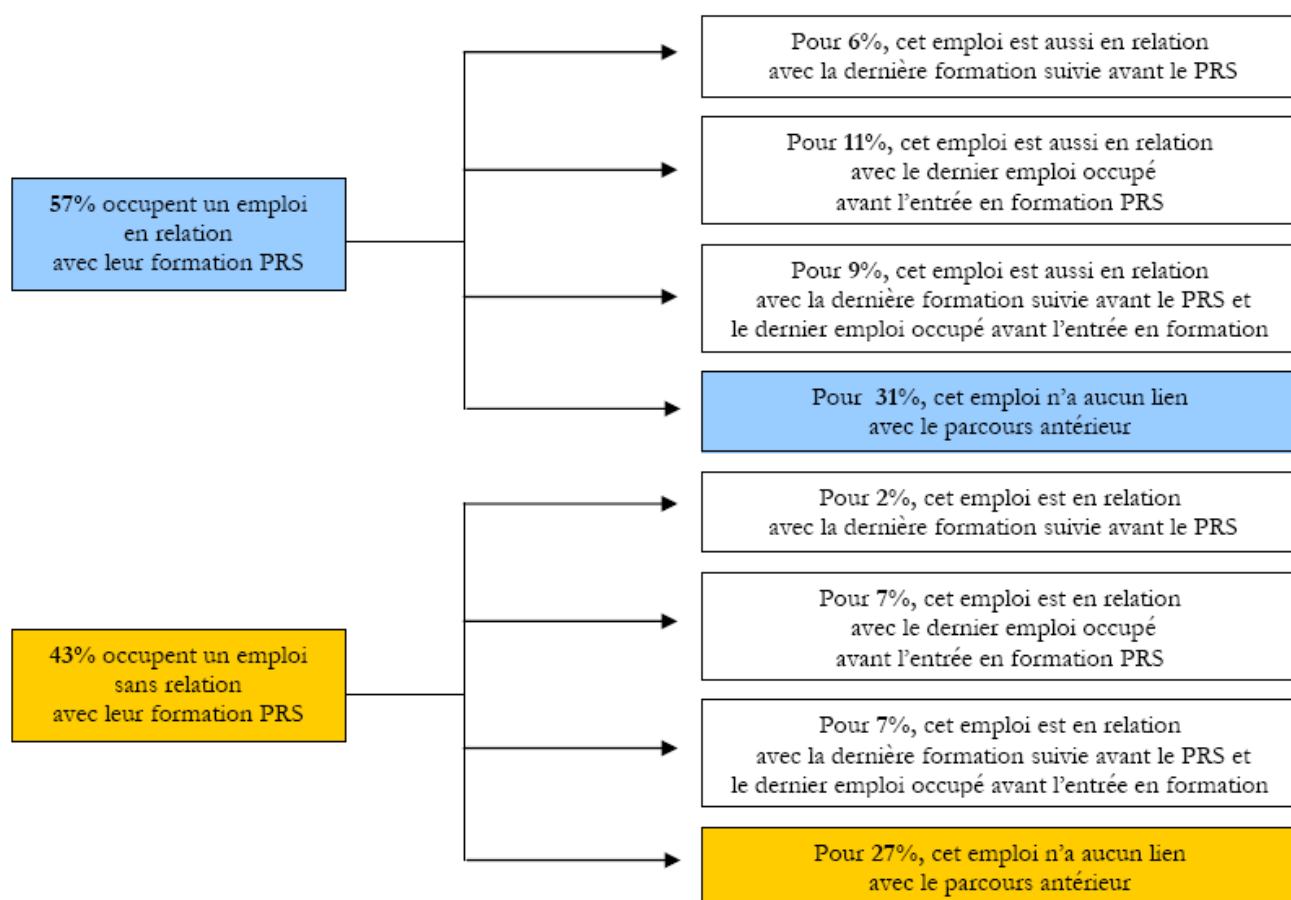 Pour 6%, cet emploi est aussi en relation
avec la dernière formation suivie avant le PRS
Pour 11%, cet emploi est aussi en relation
avec le dernier emploi occupé
avant l'entrée en formation PRS
57% occupent un emploi
en relation
avec leur formation PRS
Pour 9%, cet emploi est aussi en relation
avec la dernière formation suivie avant le PRS et
le dernier emploi occupé avant l'entrée en formation
Pour 31%, cet emploi n'a aucun lien
avec le parcours antérieur
Pour 2%, cet emploi est en relation
avec la dernière formation suivie avant le PRS
Pour 7%, cet emploi est en relation
avec le dernier emploi occupé
avant l'entrée en formation PRS
43% occupent un emploi
sans relation
avec leur formation PRS
Pour 7%, cet emploi est en relation
avec la dernière formation suivie avant le PRS et
le dernier emploi occupé avant l'entrée en formation
Pour 27%, cet emploi n'a aucun lien
avec le parcours antérieur